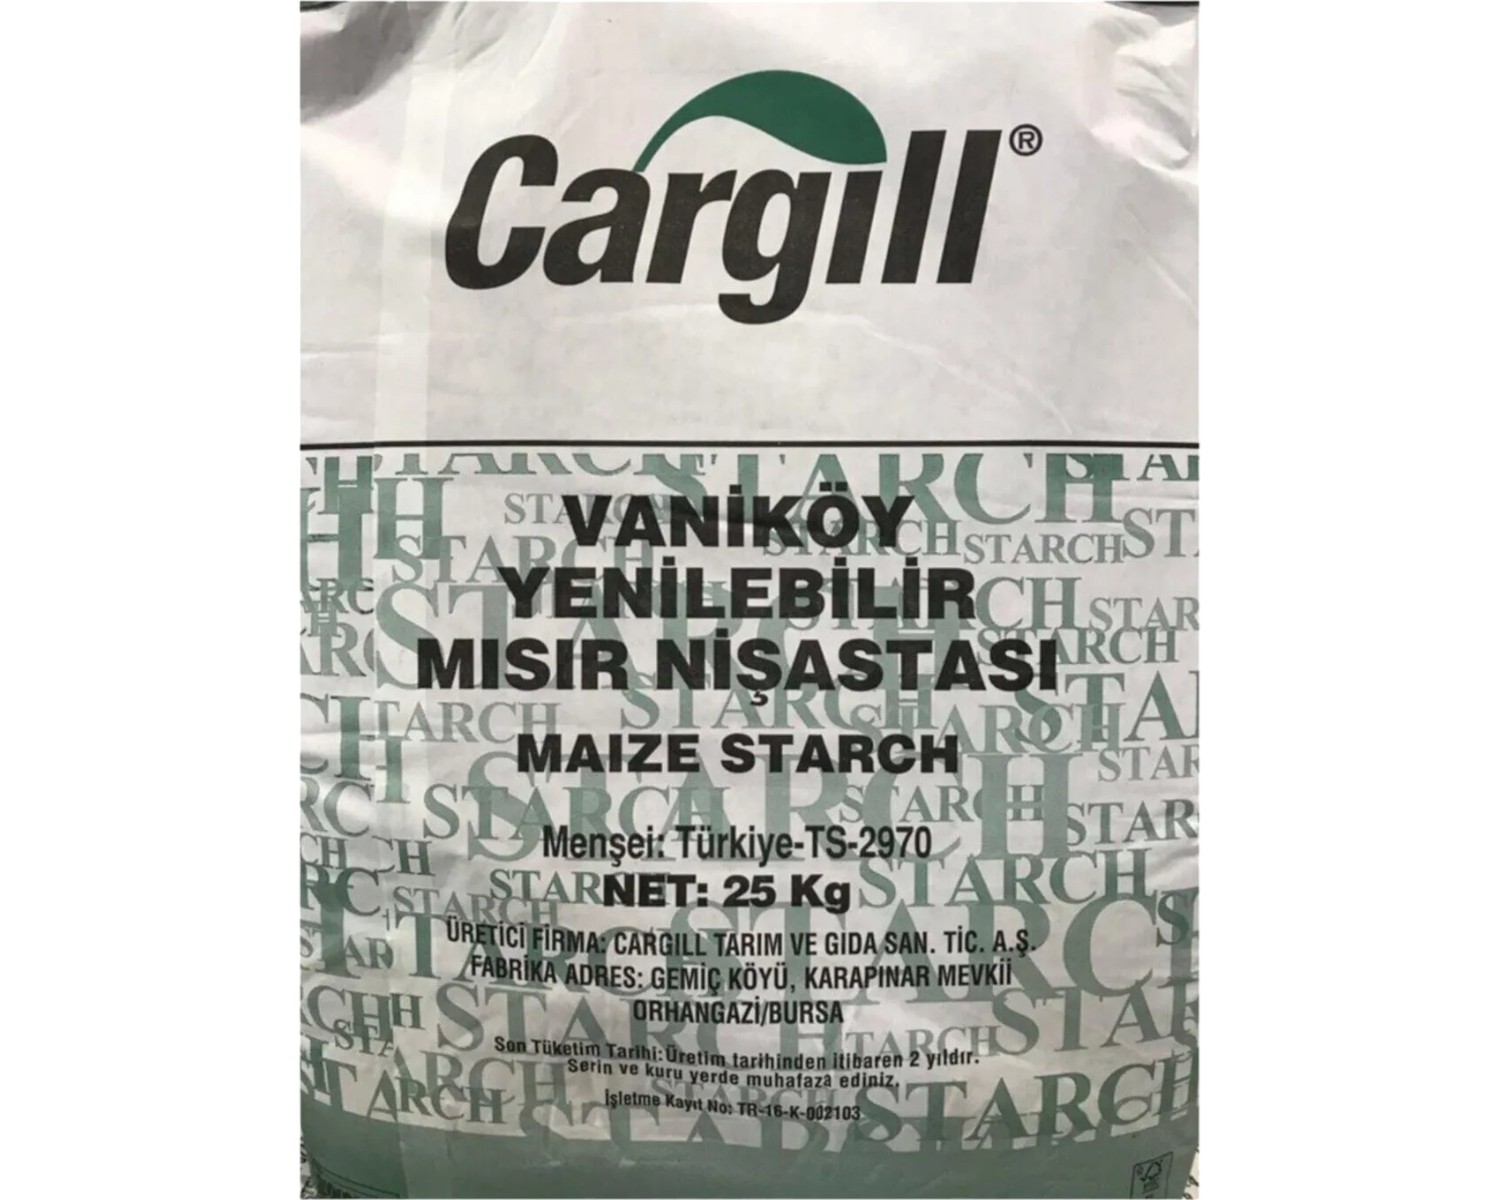 Cargill®
VANİKÖY
YENİLEBİLİR
MISIR NİŞASTASI
MAIZE STARCH
Menşei: Türkiye-TS-2970
NET: 25 Kg
ÜRETİCİ FİRMA: CARGILL TARIM VE GIDA SAN. TİC. A.Ş.
FABRİKA ADRES: GEMİÇ KÖYÜ, KARAPINAR MEVKİİ
ORHANGAZİ/BURSA
Son Tüketim Tarihi: Üretim tarihinden itibaren 2 yıldır.
Serin ve kuru yerde muhafaza ediniz.
İşletme Kayıt No: TR-16-K-002103